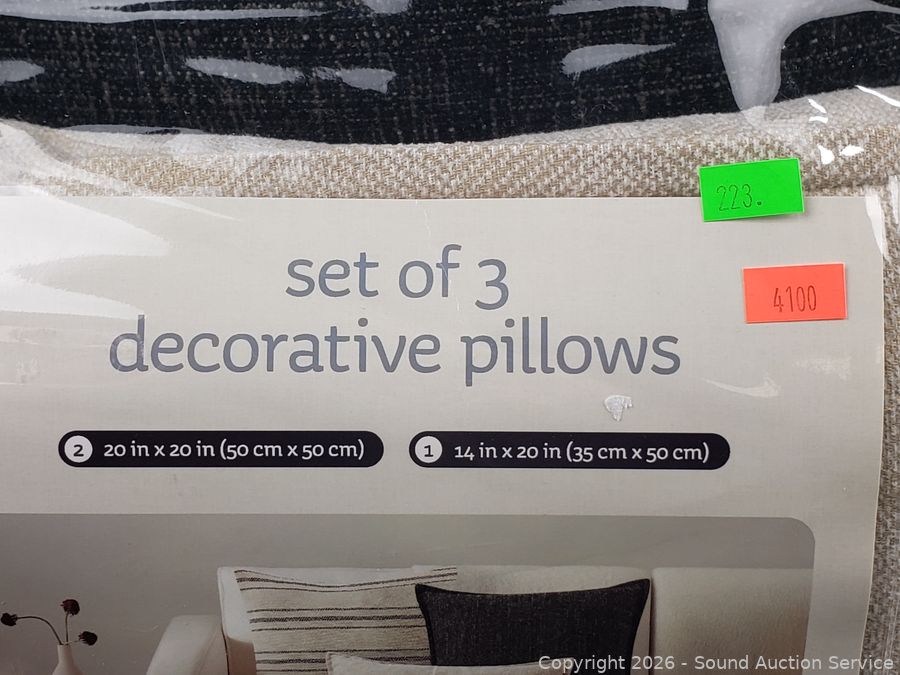 223.
4100
set of 3
decorative pillows
2 20 in x 20 in (50 cm x 50 cm)
1 14 in x 20 in (35 cm x 50 cm)
Copyright 2026 - Sound Auction Service